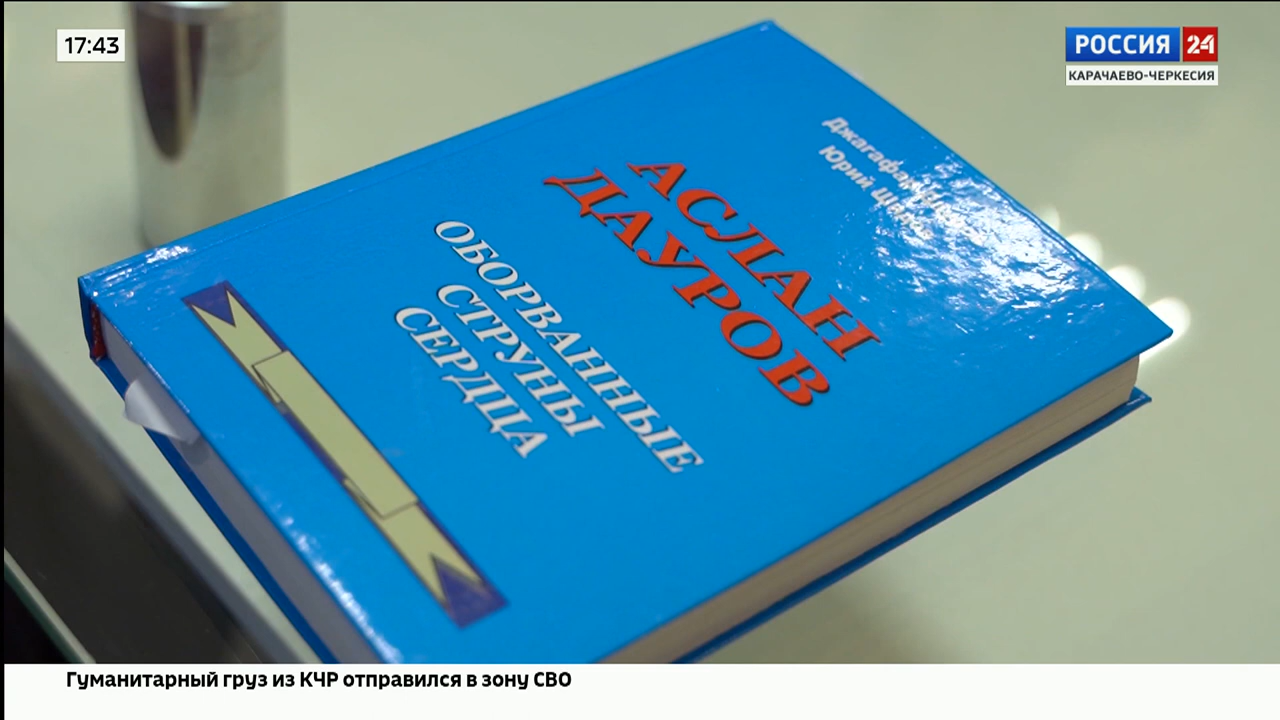 17:43
РОССИЯ 24
КАРАЧАЕВО-ЧЕРКЕСИЯ
Юрий
АСЛАН
ДАУРОВ
ОБОРВАННЫЕ
СТРУНЫ
СЕРДЦА
Гуманитарный груз из КЧР отправился в зону СВО